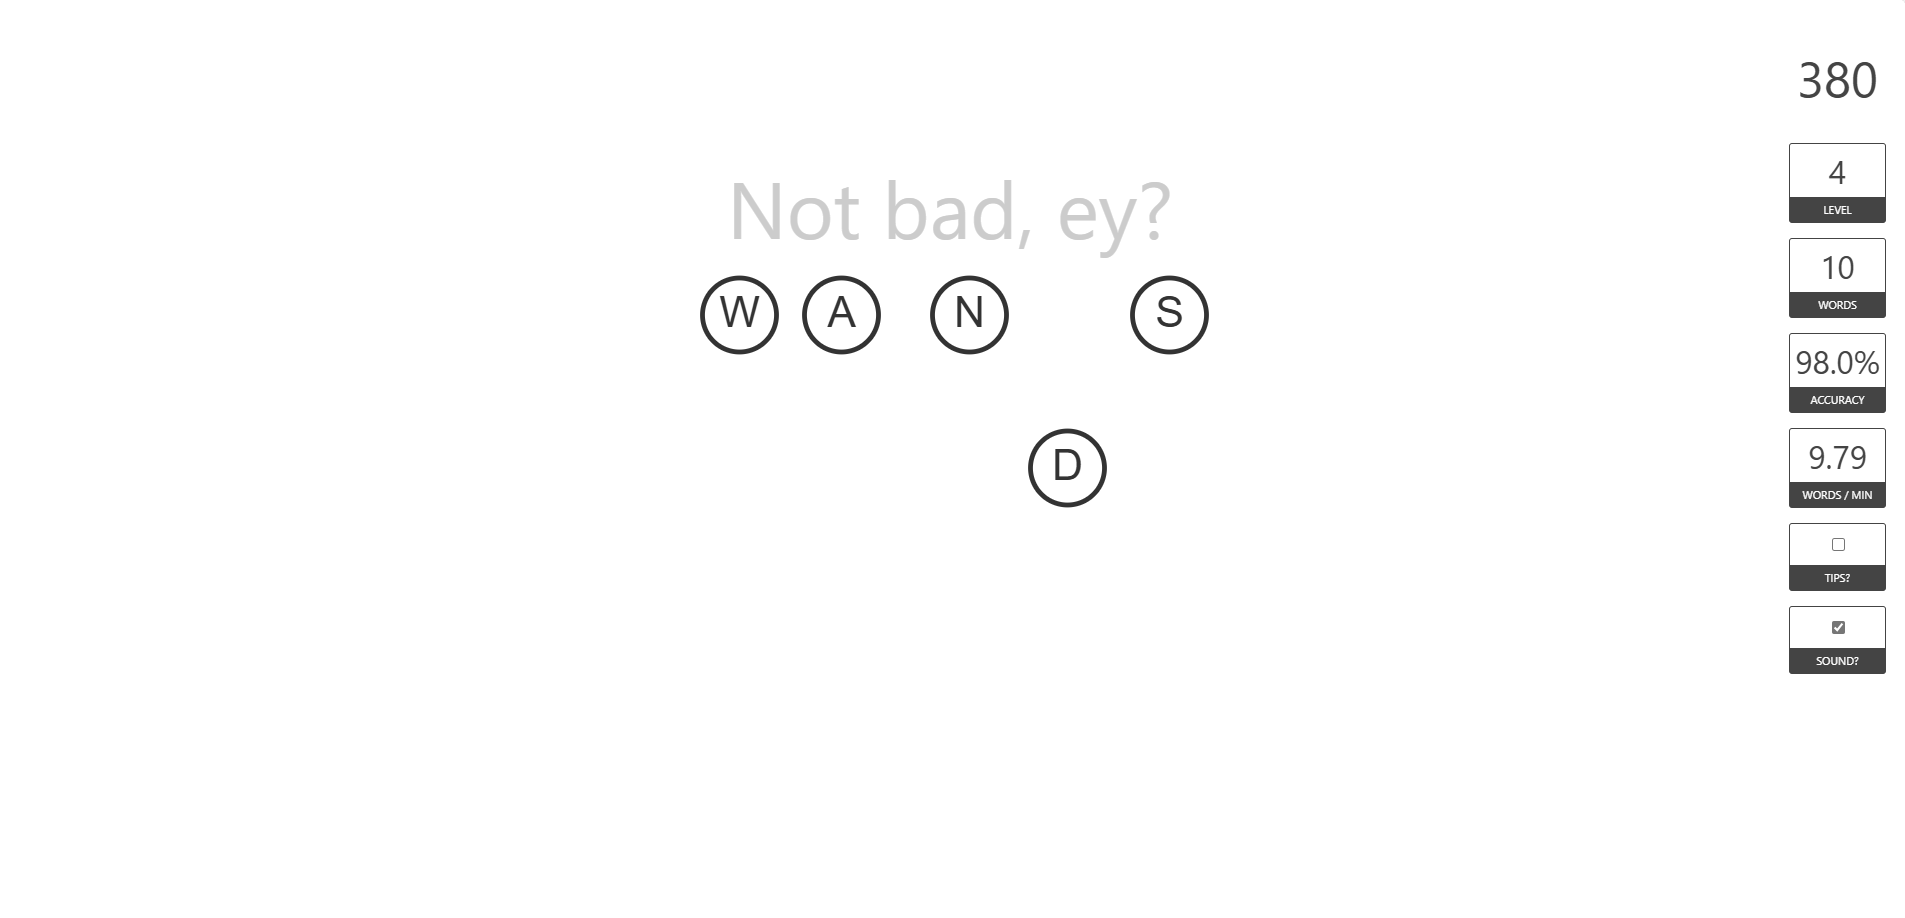 380
Not bad, ey?
W A N S
D
4
LEVEL
10
WORDS
98.0%
ACCURACY
9.79
WORDS / MIN
TIPS?
SOUND?